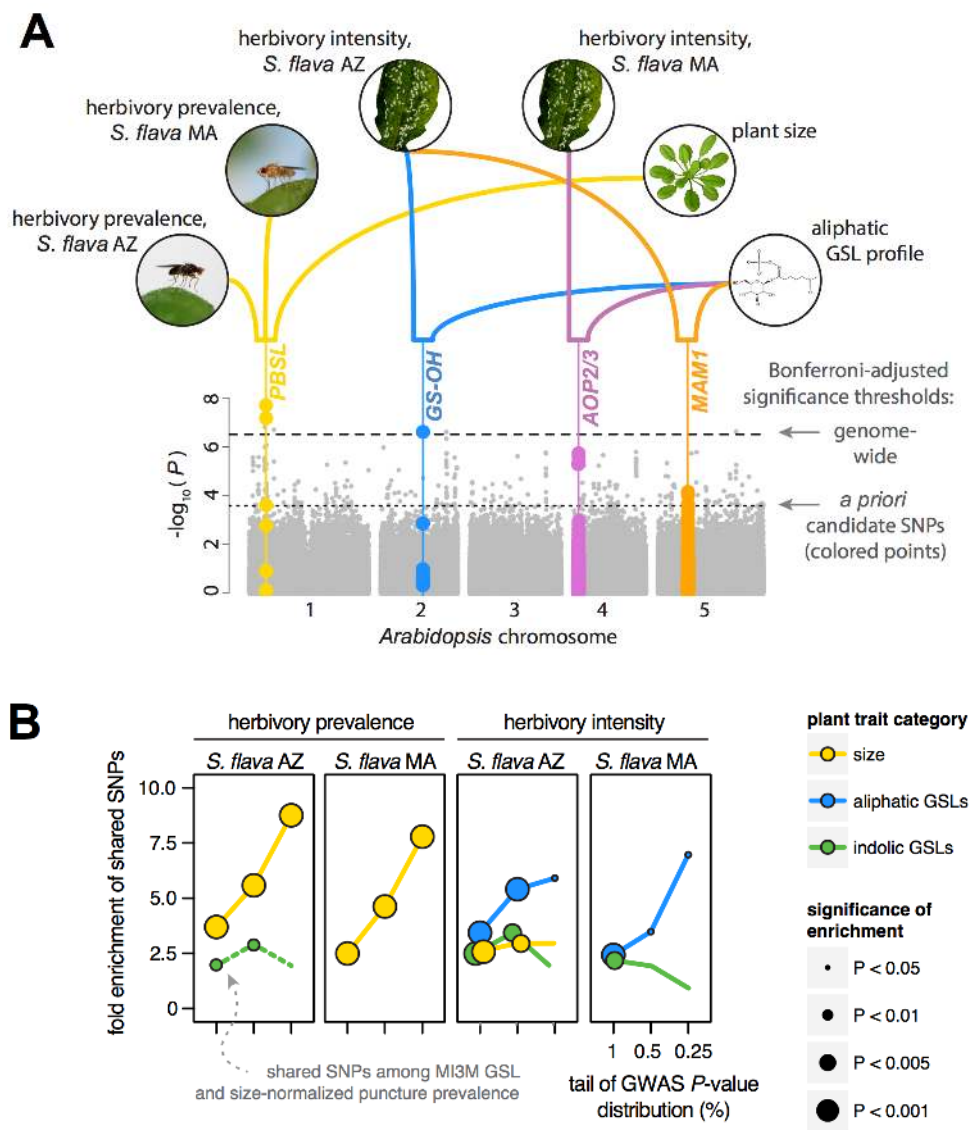 A
herbivory intensity,
S. flava AZ
herbivory intensity,
S. flava MA
herbivory prevalence,
S. flava MA
plant size
herbivory prevalence,
S. flava AZ
aliphatic
GSL profile
PBSL
GS-OH
AOP2/3
MAM1
Bonferroni-adjusted
significance thresholds:
genome-
wide
a priori
candidate SNPs
(colored points)
-log10(P)
8
6
4
2
0
1 2 3 4 5
Arabidopsis chromosome
B
herbivory prevalence
herbivory intensity
S. flava AZ
S. flava MA
S. flava AZ
S. flava MA
fold enrichment of shared SNPs
10.0
7.5
5.0
2.5
0
1 0.5 0.25
tail of GWAS P-value
distribution (%)
shared SNPs among MI3M GSL
and size-normalized puncture prevalence
plant trait category
size
aliphatic GSLs
indolic GSLs
significance of
enrichment
P < 0.05
P < 0.01
P < 0.005
P < 0.001